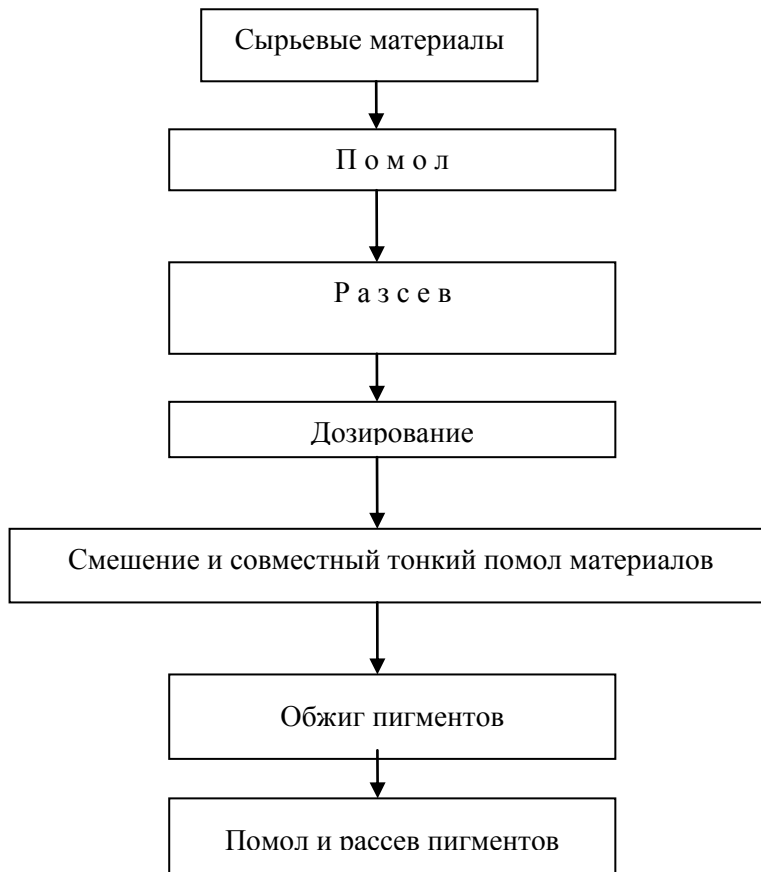 Сырьевые материалы
П о м о л
Р а з с е в
Дозирование
Смешение и совместный тонкий помол материалов
Обжиг пигментов
Помол и рассев пигментов